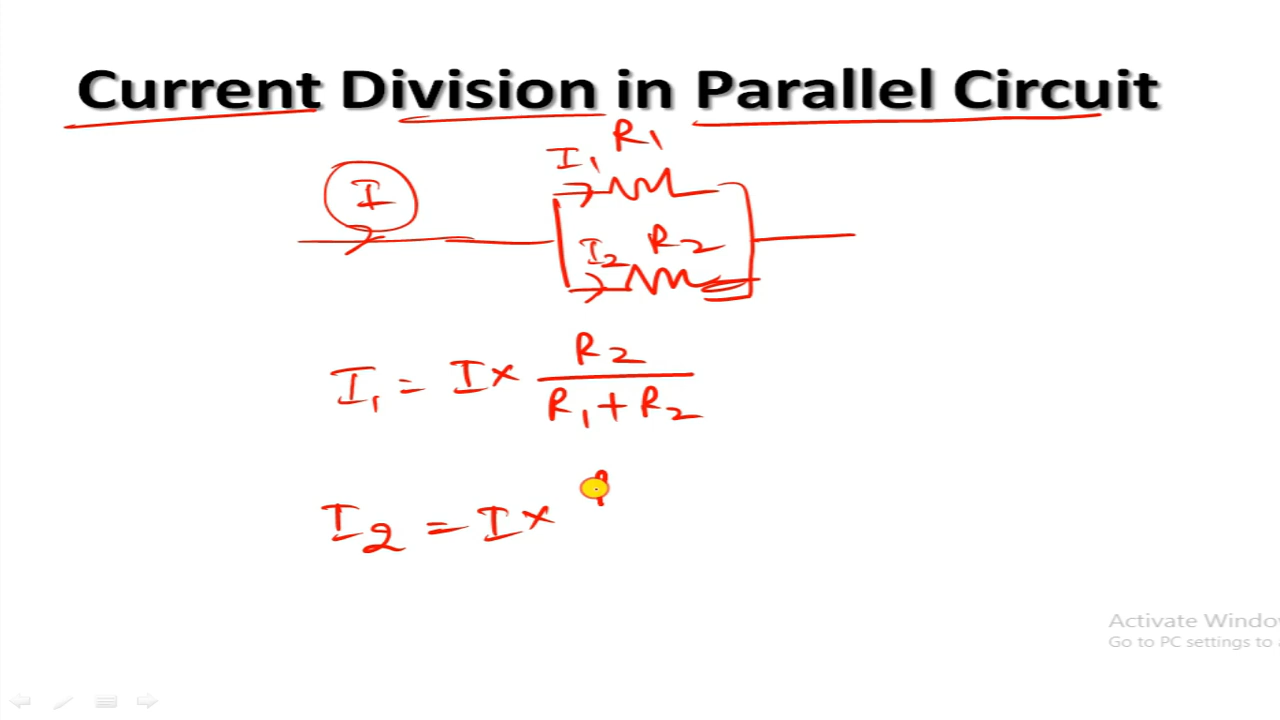 Current Division in Parallel Circuit
R1
I1
I
R2
I2
I1 = I × R2 / R1 + R2
I2 = I ×
Activate Windo
Go to PC settings to